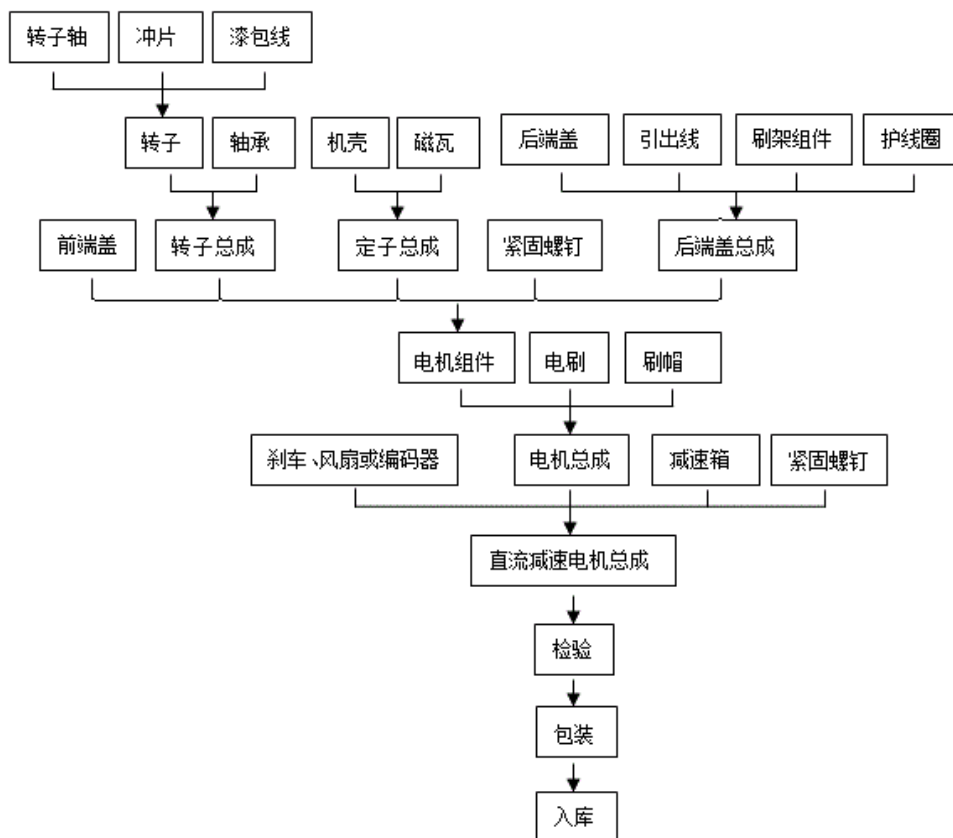 转子轴 冲片 漆包线
转子 轴承 机壳 磁瓦 后端盖 引出线 刷架组件 护线圈
前端盖 转子总成 定子总成 紧固螺钉 后端盖总成
电机组件 电刷 刷帽
刹车、风扇或编码器 电机总成 减速箱 紧固螺钉
直流减速电机总成
检验
包装
入库